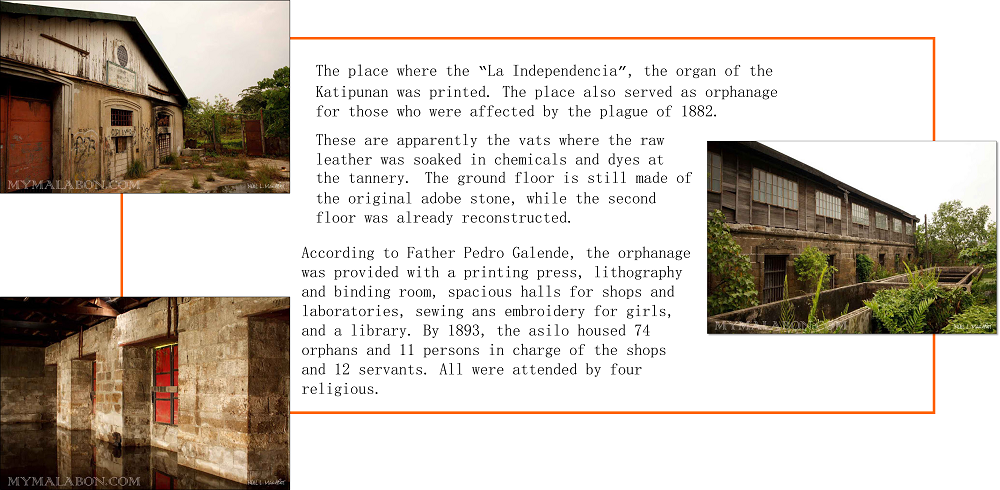 The place where the "La Independencia", the organ of the
Katipunan was printed. The place also served as orphanage
for those who were affected by the plague of 1882.
These are apparently the vats where the raw
leather was soaked in chemicals and dyes at
the tannery. The ground floor is still made of
the original adobe stone, while the second
floor was already reconstructed.
According to Father Pedro Galende, the orphanage
was provided with a printing press, lithography
and binding room, spacious halls for shops and
laboratories, sewing ans embroidery for girls,
and a library. By 1893, the asilo housed 74
orphans and 11 persons in charge of the shops
and 12 servants. All were attended by four
religious.
MYMALABON.COM
MYMALABON.COM
MYMALABON.COM